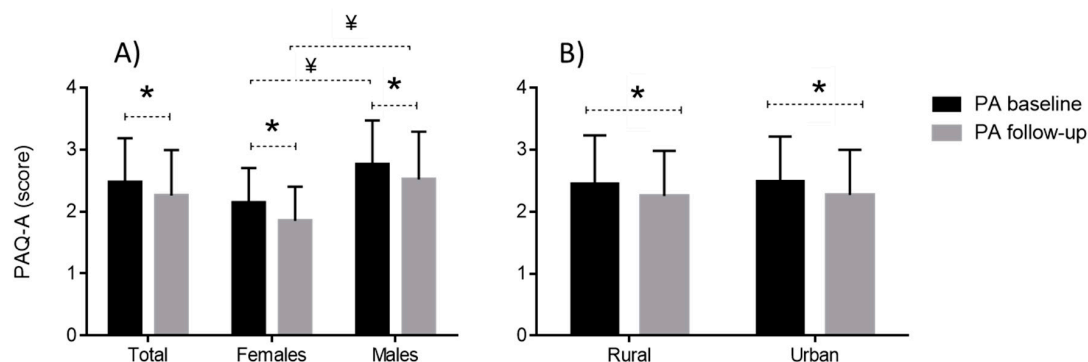 ¥
A)
¥
B)
*
*
*
*
*
4
3
2
1
0
PAQ-A (score)
Total
Females
Males
4
3
2
1
0
Rural
Urban
PA baseline
PA follow-up